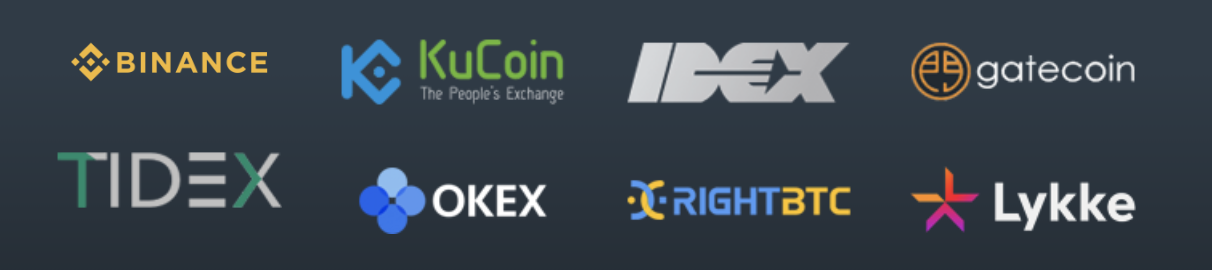 BINANCE
KuCoin
The People's Exchange
IDEX
gatecoin
TIDEX
OKEX
RIGHTBTC
Lykke